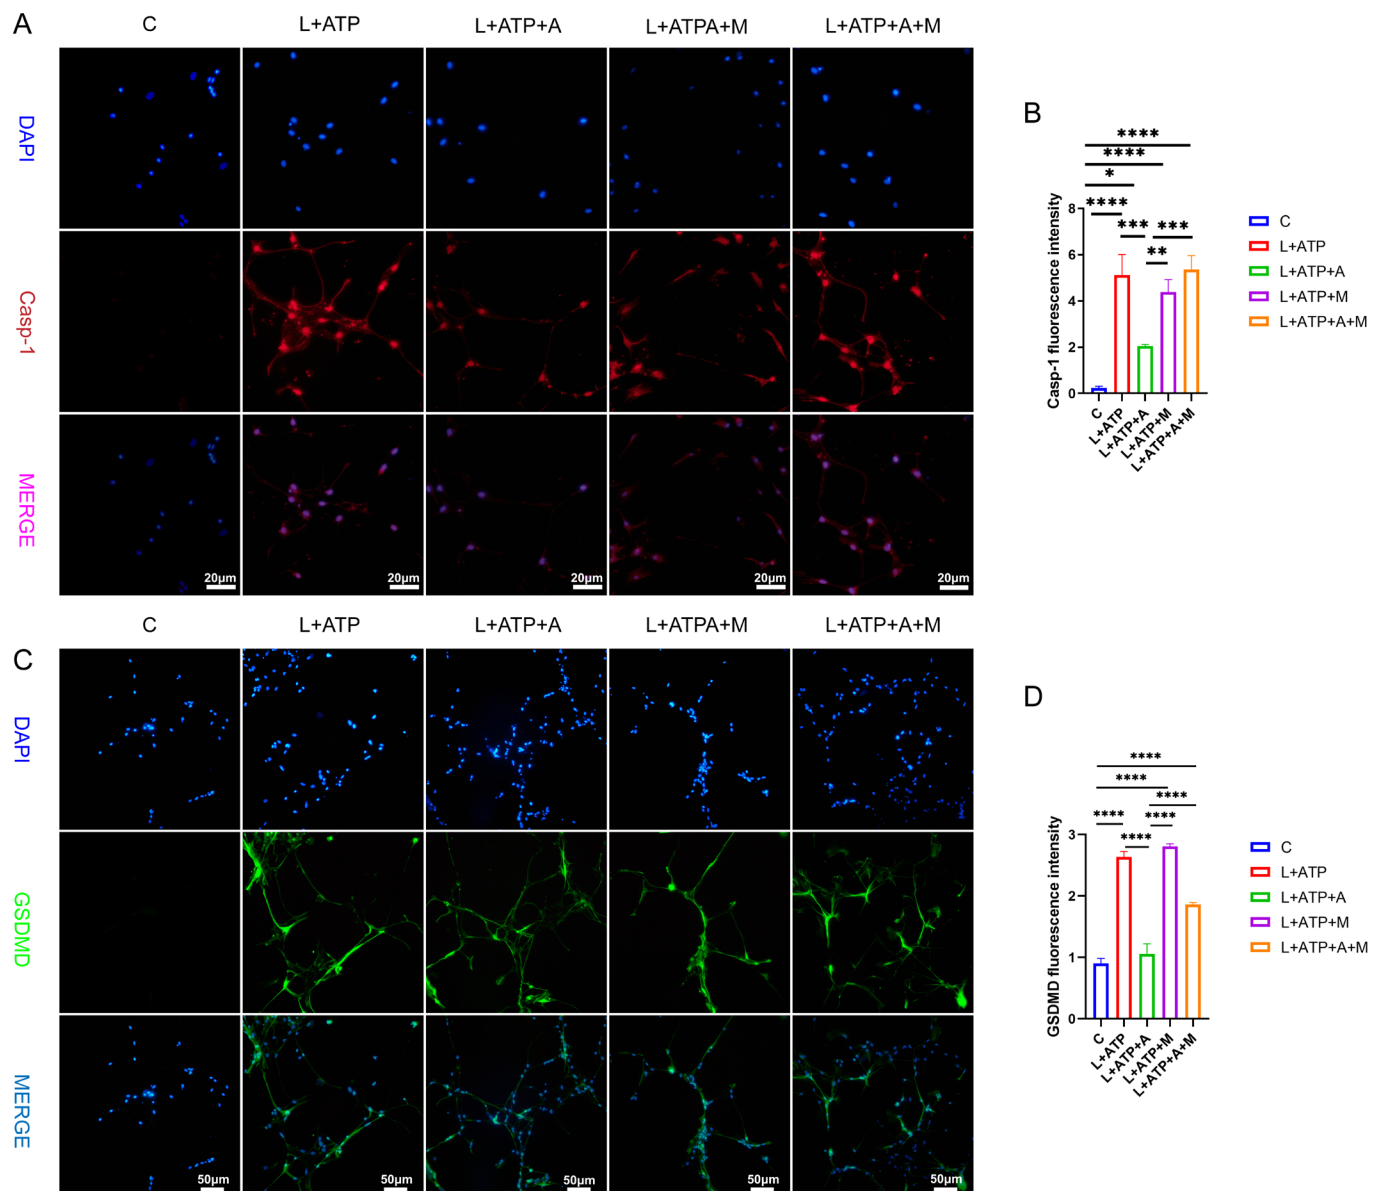 A
C L+ATP L+ATP+A L+ATPA+M L+ATP+A+M
DAPI
Casp-1
MERGE
20μm 20μm 20μm 20μm 20μm
B
****
****
*
****
***
***
**
Casp-1 fluorescence intensity
8
6
4
2
0
C L+ATP L+ATP+A L+ATP+M L+ATP+A+M
C
L+ATP
L+ATP+A
L+ATP+M
L+ATP+A+M
C
C L+ATP L+ATP+A L+ATPA+M L+ATP+A+M
DAPI
GSDMD
MERGE
50μm 50μm 50μm 50μm 50μm
D
****
****
****
****
****
****
GSDMD fluorescence intensity
3
2
1
0
C L+ATP L+ATP+A L+ATP+M L+ATP+A+M
C
L+ATP
L+ATP+A
L+ATP+M
L+ATP+A+M